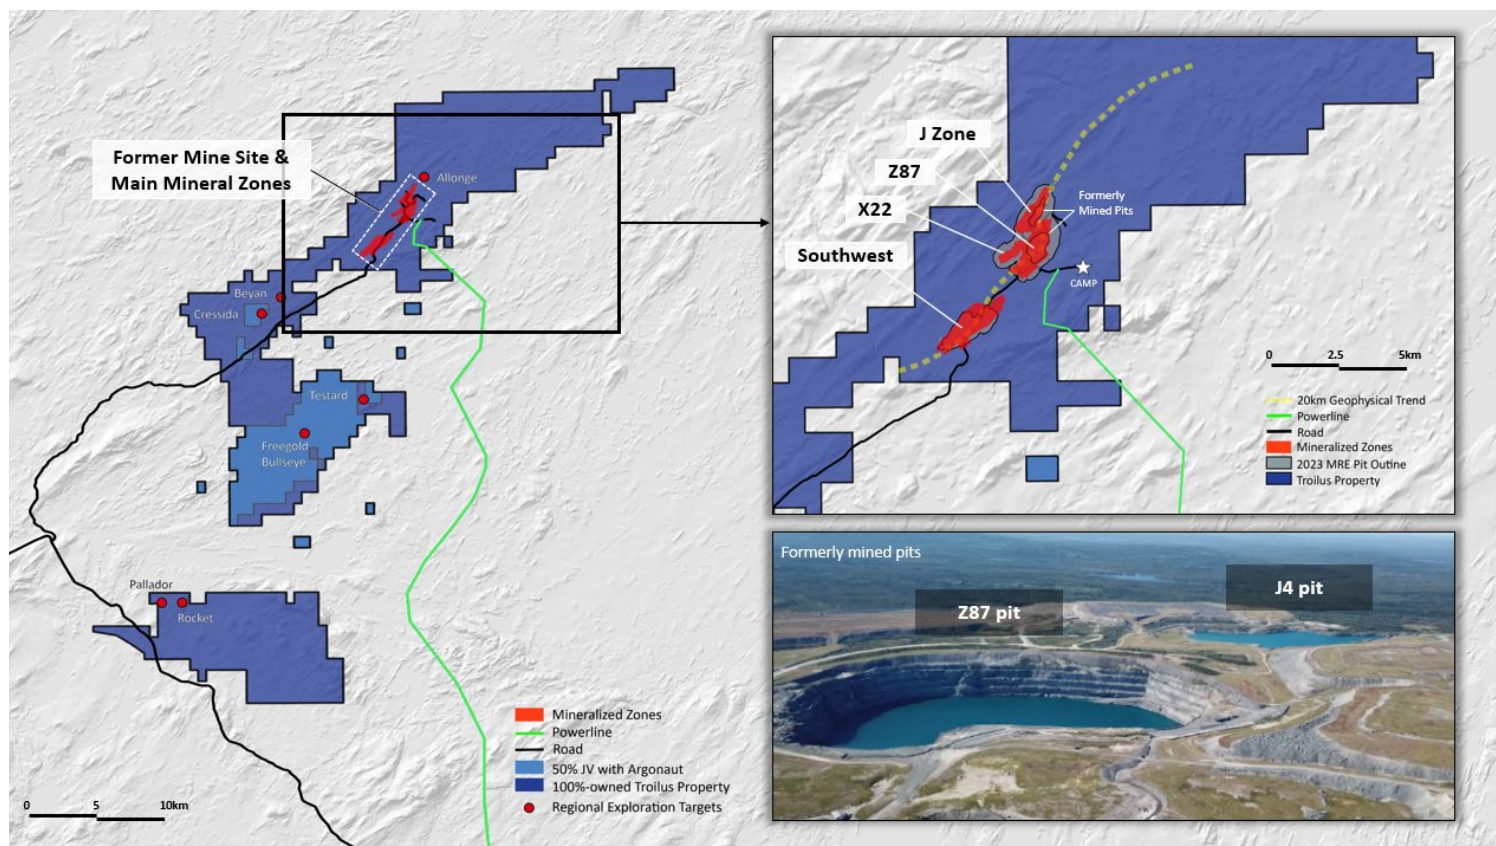 Former Mine Site &
Main Mineral Zones
Allonge
Beyan
Cressida
Testard
Freegold
Bullseye
Pallador
Rocket
0 5 10km
Mineralized Zones
Powerline
Road
50% JV with Argonaut
100%-owned Troilus Property
Regional Exploration Targets
J Zone
Z87
X22
Southwest
Formerly
Mined Pits
CAMP
0 2.5 5km
20km Geophysical Trend
Powerline
Road
Mineralized Zones
2023 MRE Pit Outine
Troilus Property
Formerly mined pits
Z87 pit
J4 pit